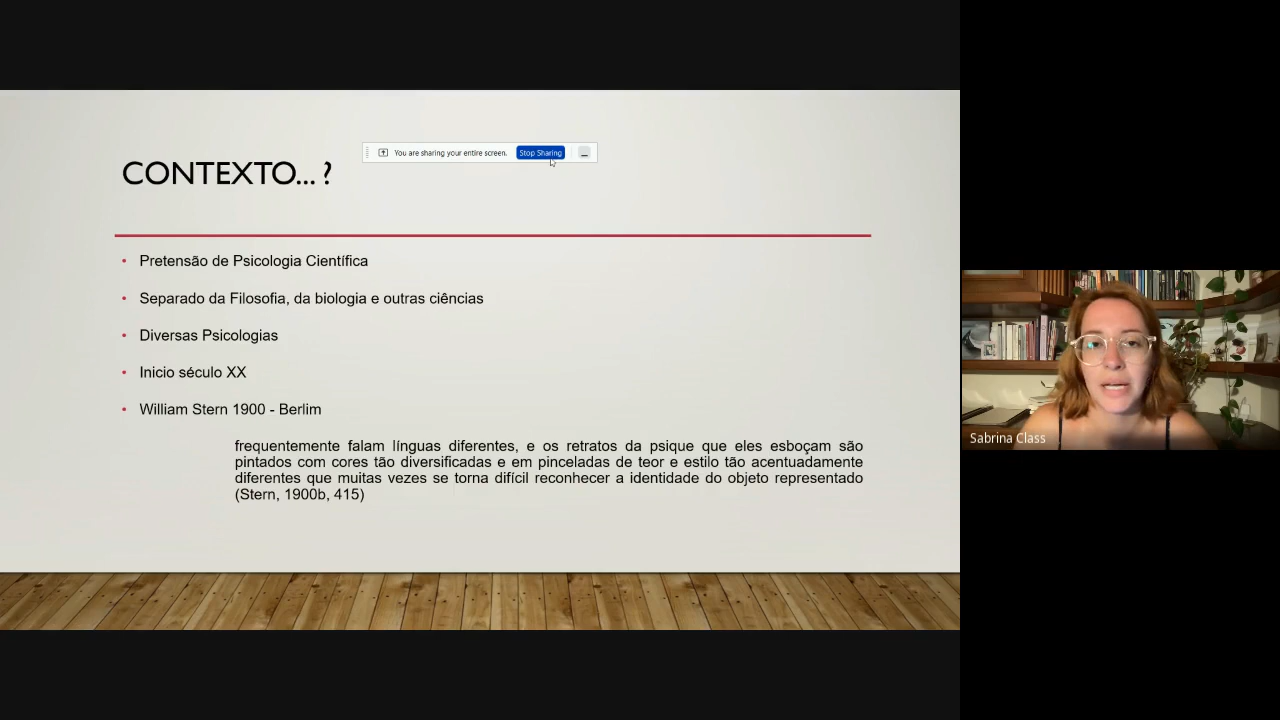 CONTEXTO... ?
You are sharing your entire screen. Stop Sharing
Pretensão de Psicologia Científica
Separado da Filosofia, da biologia e outras ciências
Diversas Psicologias
Inicio século XX
William Stern 1900 - Berlim
frequentemente falam línguas diferentes, e os retratos da psique que eles esboçam são
pintados com cores tão diversificadas e em pinceladas de teor e estilo tão acentuadamente
diferentes que muitas vezes se torna difícil reconhecer a identidade do objeto representado
(Stern, 1900b, 415)
Sabrina Class